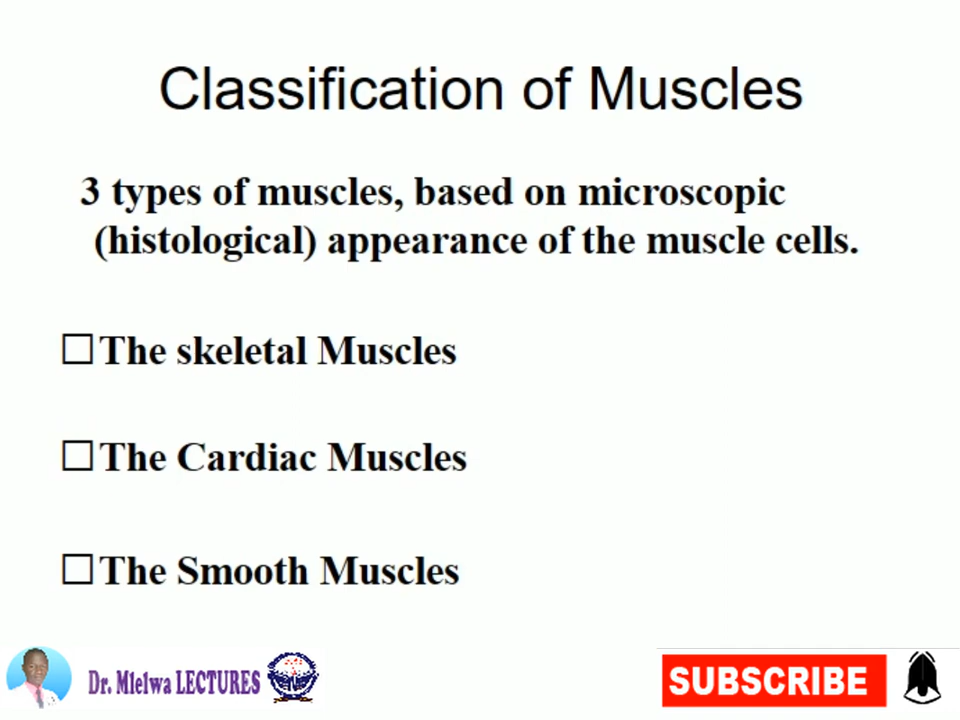 Classification of Muscles
3 types of muscles, based on microscopic
(histological) appearance of the muscle cells.
The skeletal Muscles
The Cardiac Muscles
The Smooth Muscles
Dr. Mlelwa LECTURES
SUBSCRIBE